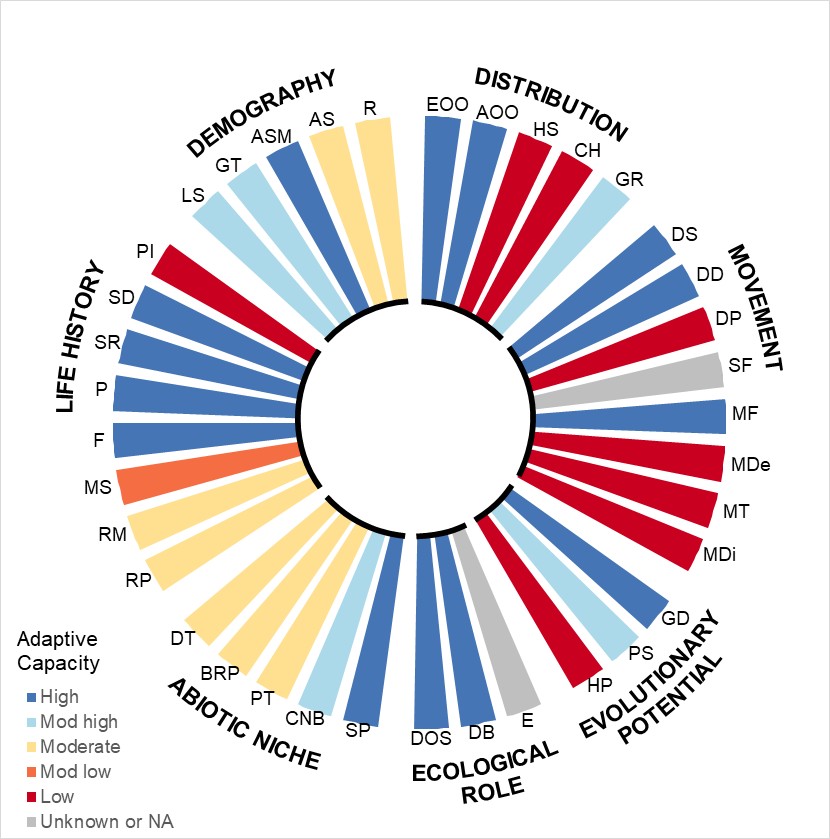 DISTRIBUTION
EOO
AOO
HS
CH
GR
MOVEMENT
DS
DD
DP
SF
MF
MDe
MT
MDi
EVOLUTIONARY
POTENTIAL
GD
PS
HP
ECOLOGICAL
ROLE
E
DB
DOS
ABIOTIC NICHE
SP
CNB
PT
BRP
DT
LIFE HISTORY
RP
RM
MS
F
P
SR
SD
PI
DEMOGRAPHY
LS
GT
ASM
AS
R
Adaptive
Capacity
High
Mod high
Moderate
Mod low
Low
Unknown or NA